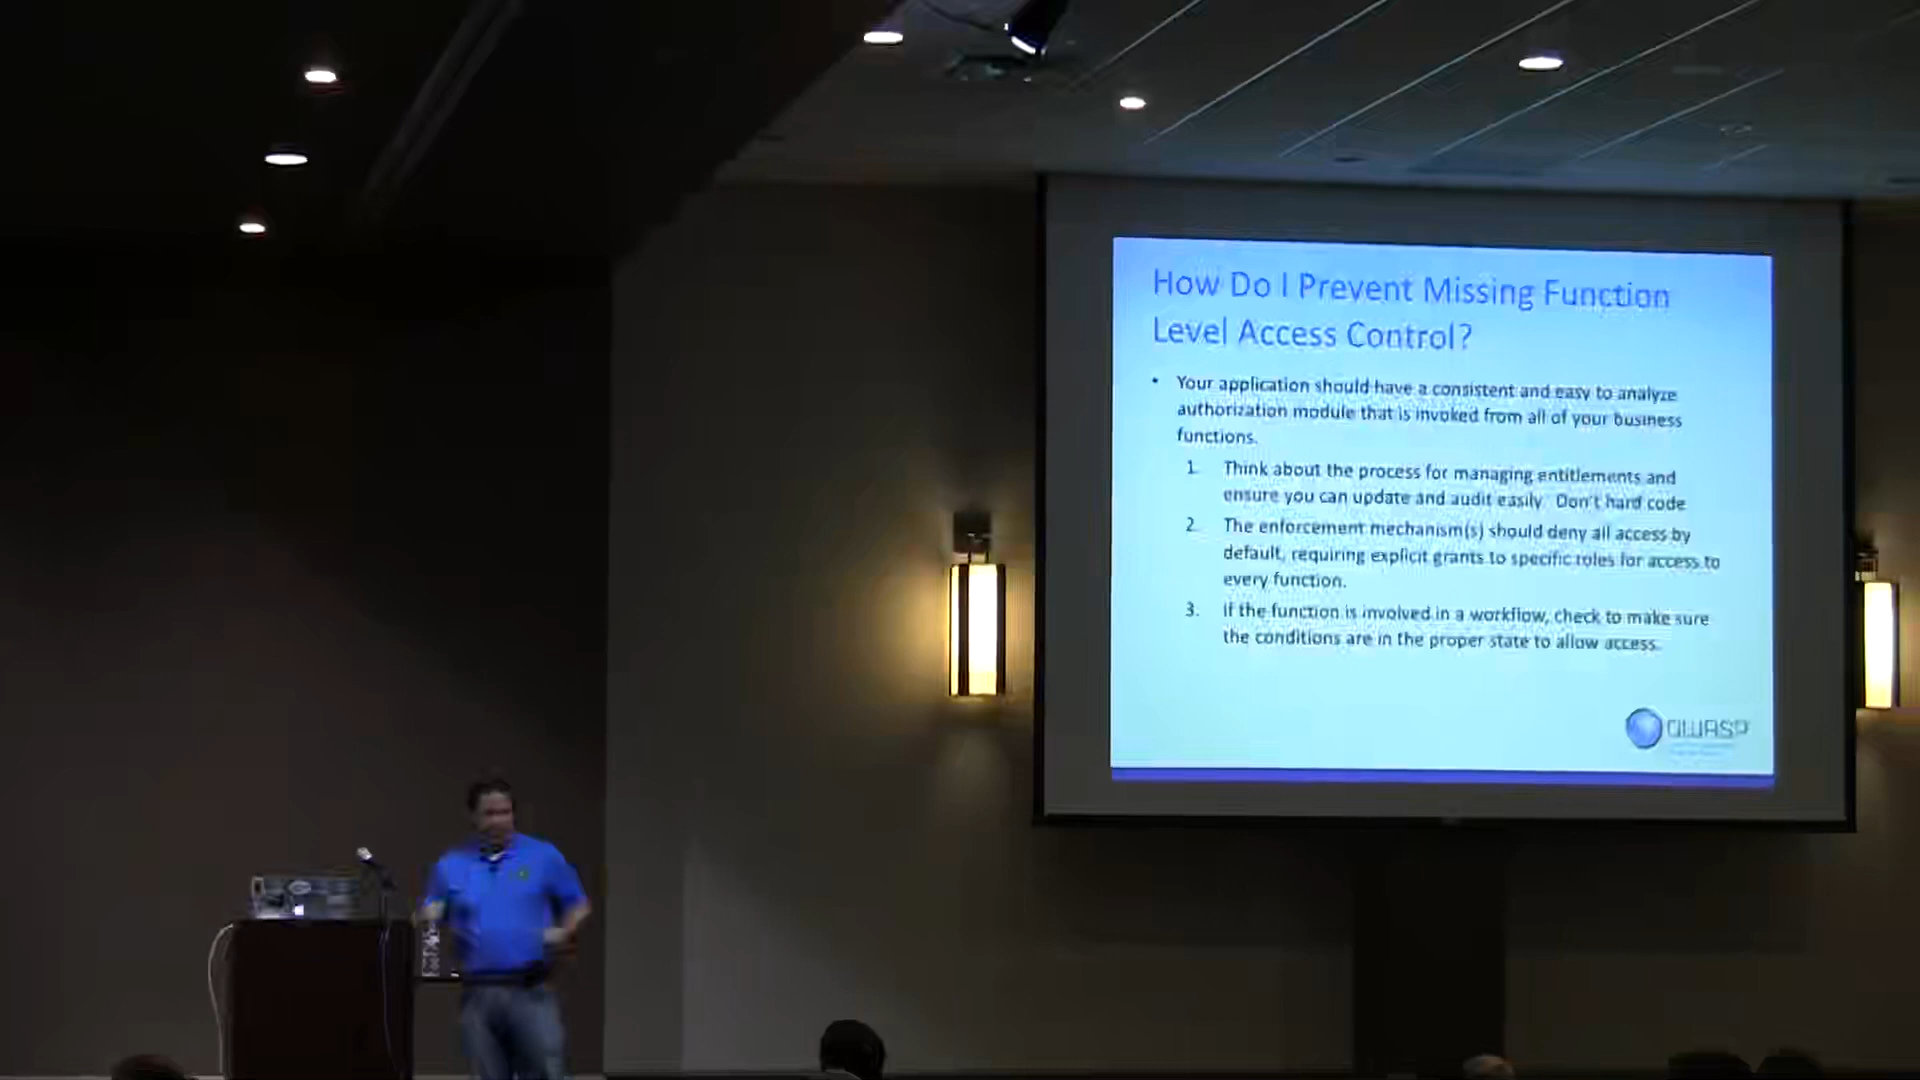 How Do I Prevent Missing Function
Level Access Control?
• Your application should have a consistent and easy to analyze
authorization module that is invoked from all of your business
functions.
1. Think about the process for managing entitlements and
ensure you can update and audit easily. Don't hard code
2. The enforcement mechanism(s) should deny all access by
default, requiring explicit grants to specific roles for access to
every function.
3. If the function is involved in a workflow, check to make sure
the conditions are in the proper state to allow access.
OWASP